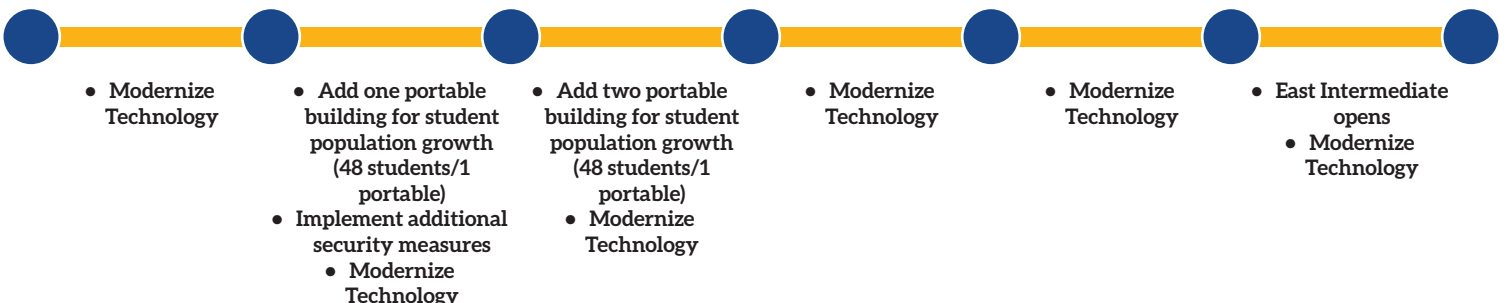 ● Modernize
Technology
● Add one portable
building for student
population growth
(48 students/1
portable)
● Implement additional
security measures
● Modernize
Technology
● Add two portable
building for student
population growth
(48 students/1
portable)
● Modernize
Technology
● Modernize
Technology
● Modernize
Technology
● East Intermediate
opens
● Modernize
Technology